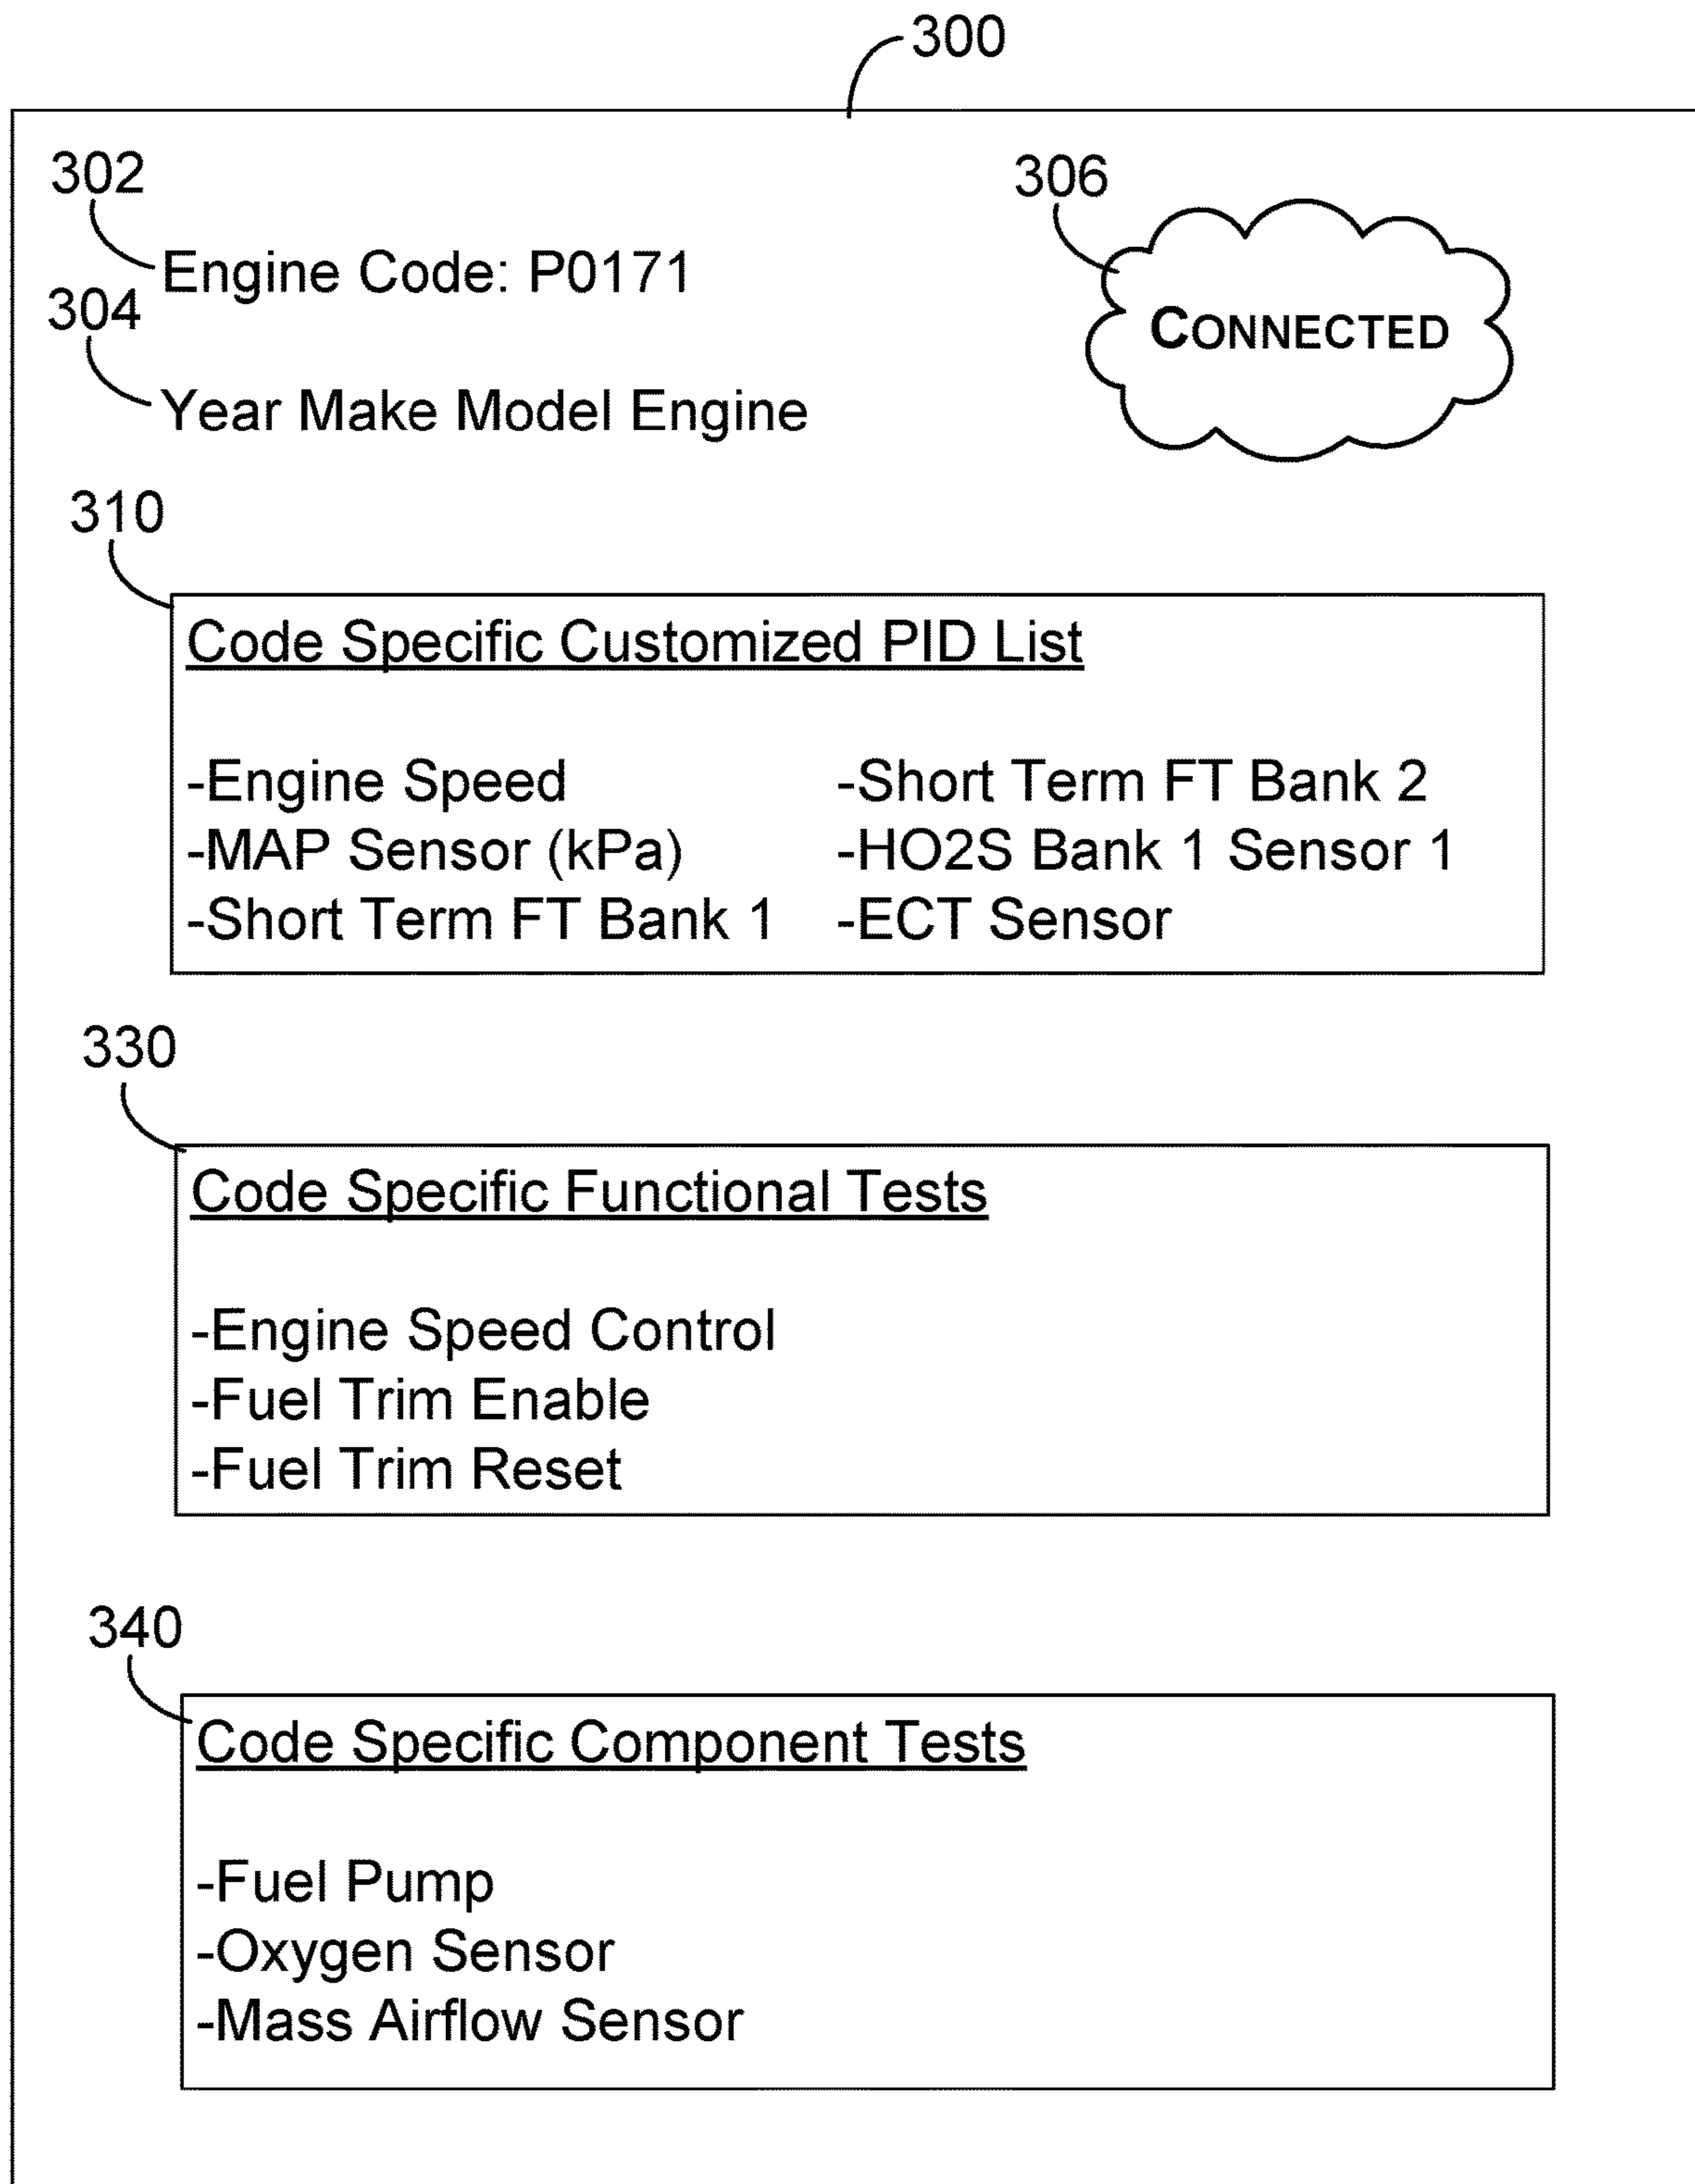 300
302
306
Engine Code: P0171
304
CONNECTED
Year Make Model Engine
310
Code Specific Customized PID List
-Engine Speed
-MAP Sensor (kPa)
-Short Term FT Bank 1
-Short Term FT Bank 2
-HO2S Bank 1 Sensor 1
-ECT Sensor
330
Code Specific Functional Tests
-Engine Speed Control
-Fuel Trim Enable
-Fuel Trim Reset
340
Code Specific Component Tests
-Fuel Pump
-Oxygen Sensor
-Mass Airflow Sensor